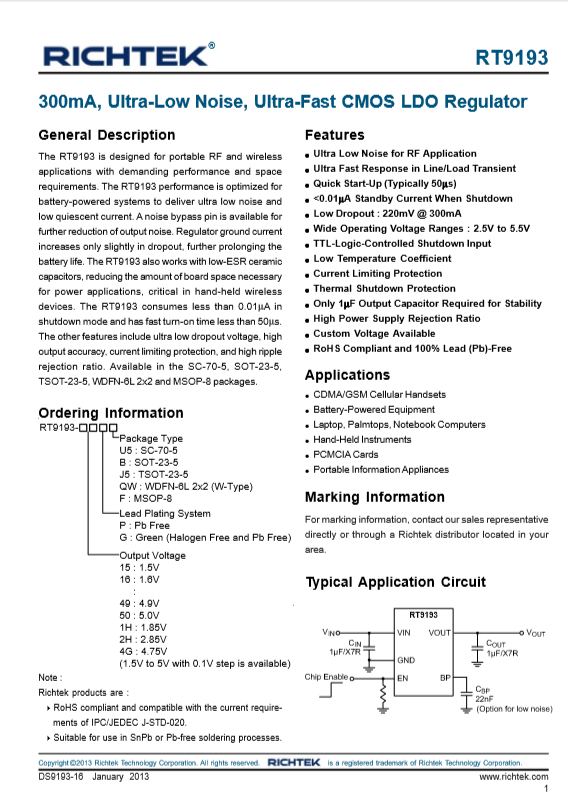 RICHTEK®
RT9193
300mA, Ultra-Low Noise, Ultra-Fast CMOS LDO Regulator
General Description
The RT9193 is designed for portable RF and wireless
applications with demanding performance and space
requirements. The RT9193 performance is optimized for
battery-powered systems to deliver ultra low noise and
low quiescent current. A noise bypass pin is available for
further reduction of output noise. Regulator ground current
increases only slightly in dropout, further prolonging the
battery life. The RT9193 also works with low-ESR ceramic
capacitors, reducing the amount of board space necessary
for power applications, critical in hand-held wireless
devices. The RT9193 consumes less than 0.01μA in
shutdown mode and has fast turn-on time less than 50μs.
The other features include ultra low dropout voltage, high
output accuracy, current limiting protection, and high ripple
rejection ratio. Available in the SC-70-5, SOT-23-5,
TSOT-23-5, WDFN-6L 2x2 and MSOP-8 packages.
Ordering Information
RT9193-□□□□
Package Type
U5 : SC-70-5
B : SOT-23-5
J5 : TSOT-23-5
QW : WDFN-6L 2x2 (W-Type)
F : MSOP-8
Lead Plating System
P : Pb Free
G : Green (Halogen Free and Pb Free)
Output Voltage
15 : 1.5V
16 : 1.6V
:
49 : 4.9V
50 : 5.0V
1H : 1.85V
2H : 2.85V
4G : 4.75V
(1.5V to 5V with 0.1V step is available)
Note :
Richtek products are :
RoHS compliant and compatible with the current require-
ments of IPC/JEDEC J-STD-020.
Suitable for use in SnPb or Pb-free soldering processes.
Features
● Ultra Low Noise for RF Application
● Ultra Fast Response in Line/Load Transient
● Quick Start-Up (Typically 50μs)
● <0.01μA Standby Current When Shutdown
● Low Dropout : 220mV @ 300mA
● Wide Operating Voltage Ranges : 2.5V to 5.5V
● TTL-Logic-Controlled Shutdown Input
● Low Temperature Coefficient
● Current Limiting Protection
● Thermal Shutdown Protection
● Only 1μF Output Capacitor Required for Stability
● High Power Supply Rejection Ratio
● Custom Voltage Available
● RoHS Compliant and 100% Lead (Pb)-Free
Applications
● CDMA/GSM Cellular Handsets
● Battery-Powered Equipment
● Laptop, Palmtops, Notebook Computers
● Hand-Held Instruments
● PCMCIA Cards
● Portable Information Appliances
Marking Information
For marking information, contact our sales representative
directly or through a Richtek distributor located in your
area.
Typical Application Circuit
RT9193
VIN
VIN
VOUT
VOUT
CIN
1μF/X7R
COUT
1μF/X7R
GND
Chip Enable
EN
BP
CBP
22nF
(Option for low noise)
Copyright ©2013 Richtek Technology Corporation. All rights reserved. RICHTEK is a registered trademark of Richtek Technology Corporation.
DS9193-16 January 2013
www.richtek.com
1